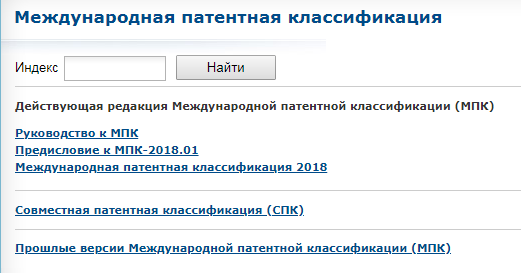 Международная патентная классификация
Индекс Найти
Действующая редакция Международной патентной классификации (МПК)
Руководство к МПК
Предисловие к МПК-2018.01
Международная патентная классификация 2018
Совместная патентная классификация (СПК)
Прошлые версии Международной патентной классификации (МПК)